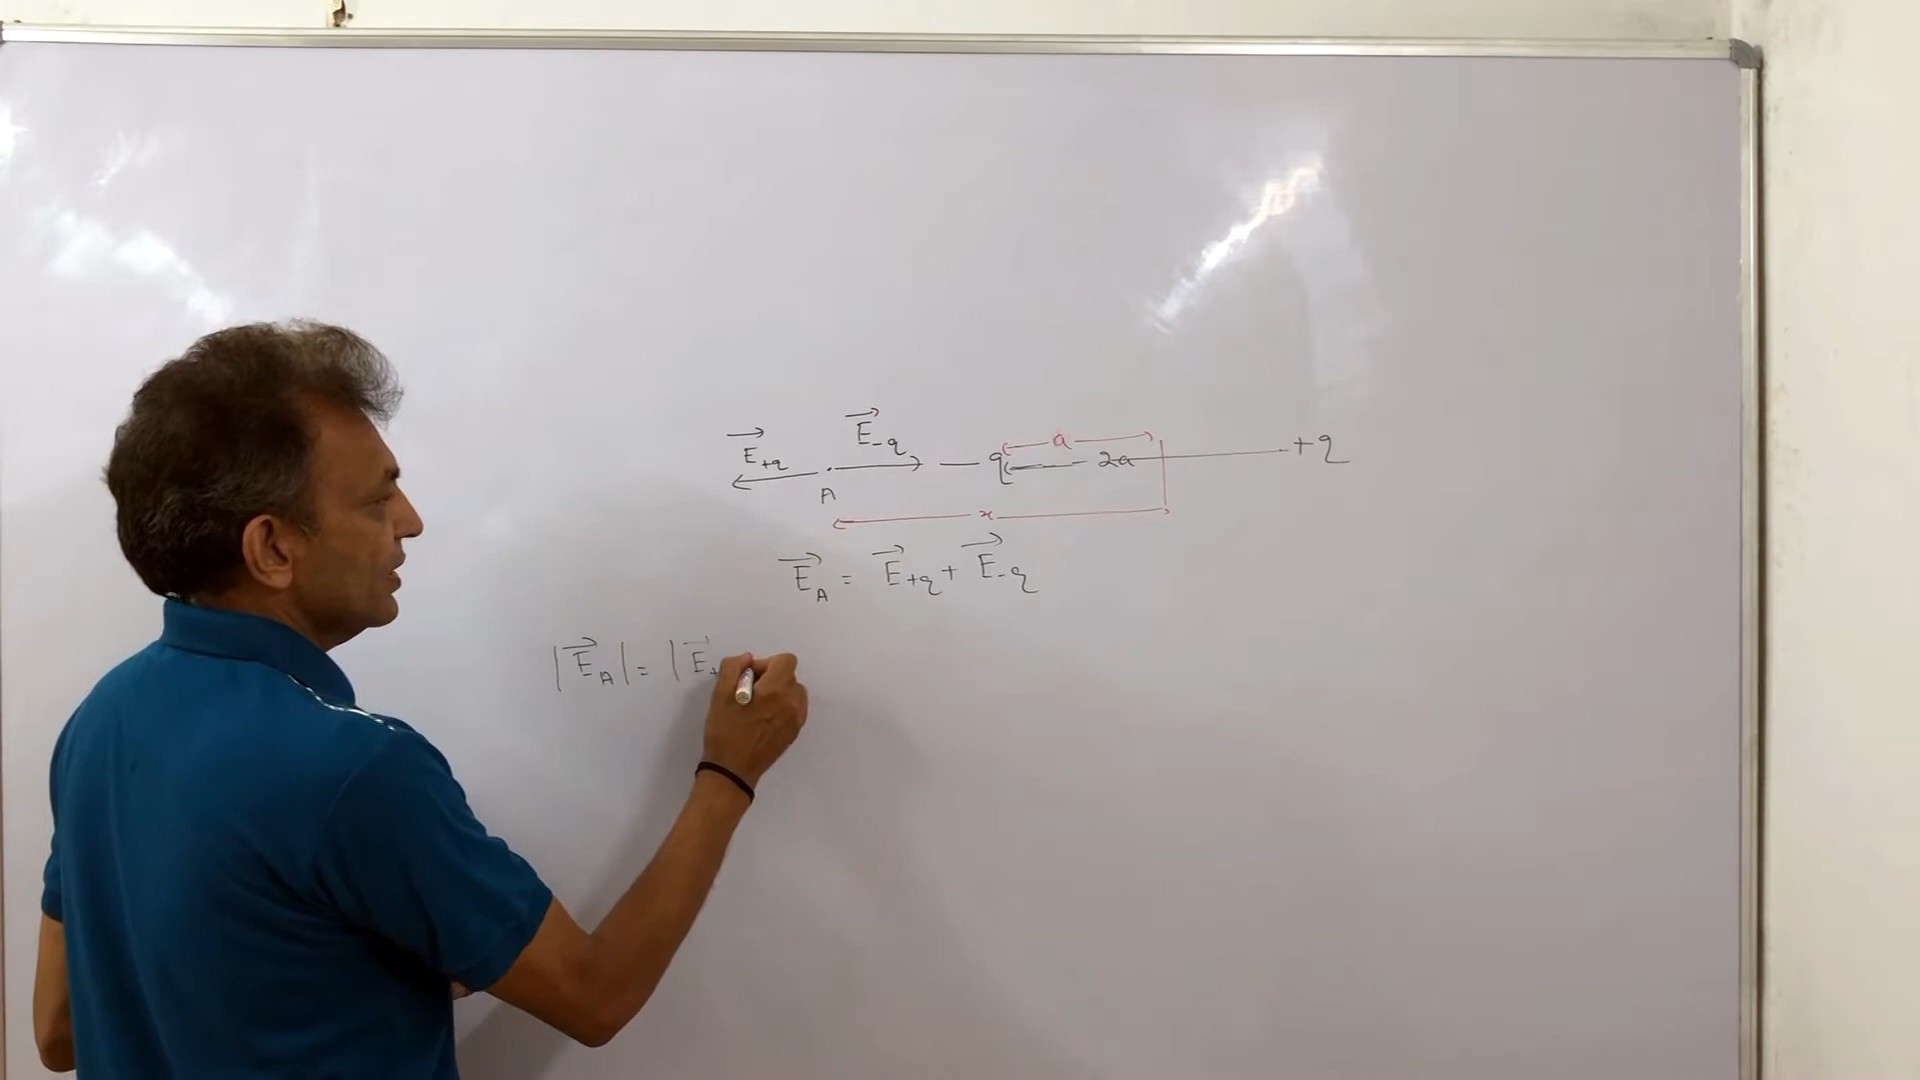 →E₊q →E₋q
A
-q a 2a +q
x
→E_A = →E₊q + →E₋q
|→E_A| = |→E₊